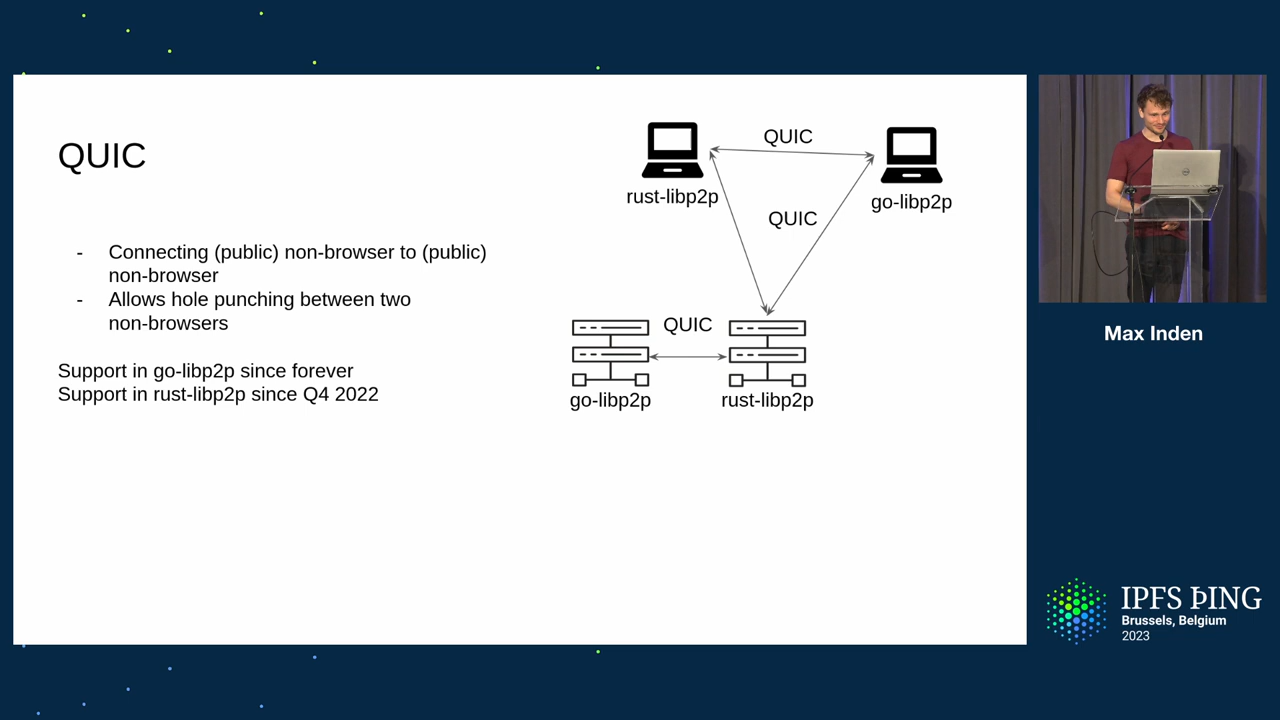 QUIC
- Connecting (public) non-browser to (public)
non-browser
- Allows hole punching between two
non-browsers
Support in go-libp2p since forever
Support in rust-libp2p since Q4 2022
QUIC
rust-libp2p
go-libp2p
QUIC
QUIC
go-libp2p
rust-libp2p
Max Inden
IPFS ÞING
Brussels, Belgium
2023